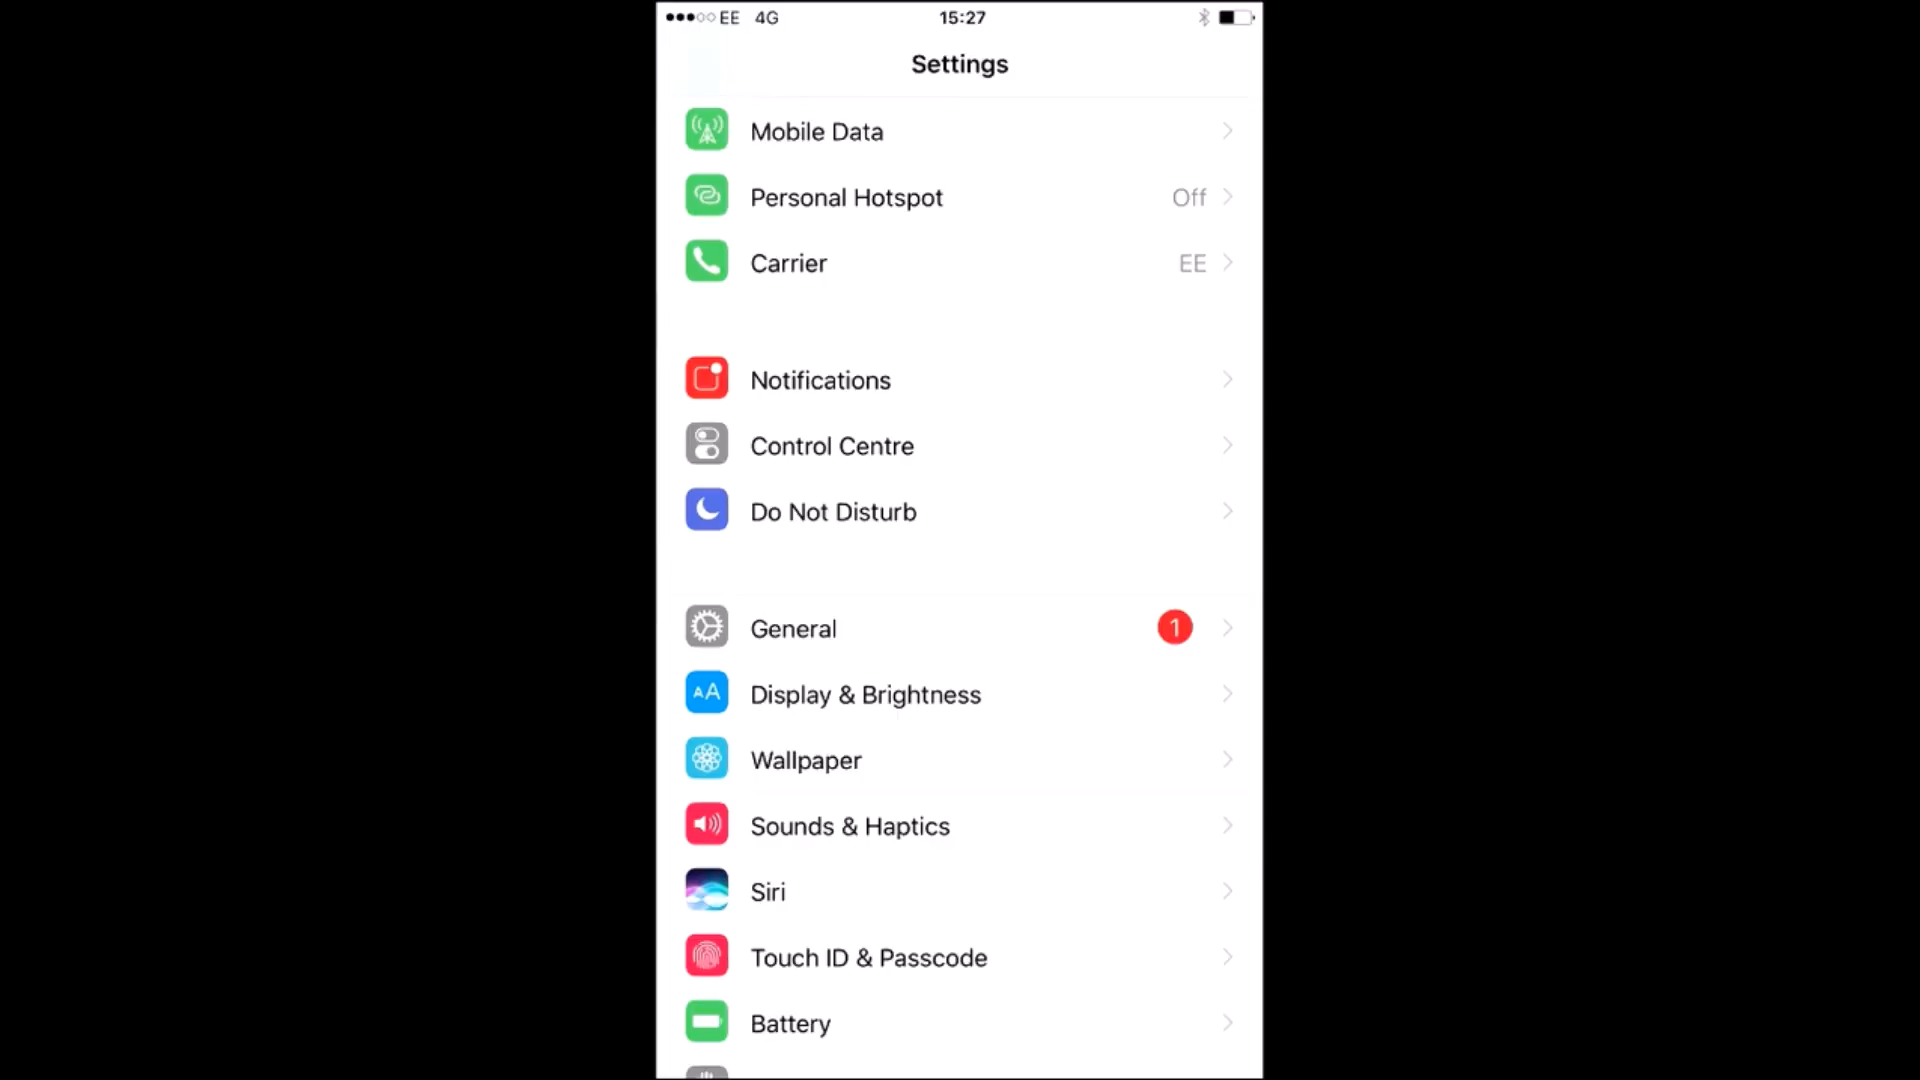 EE 4G 15:27
Settings
Mobile Data
Personal Hotspot Off
Carrier EE
Notifications
Control Centre
Do Not Disturb
General 1
AA Display & Brightness
Wallpaper
Sounds & Haptics
Siri
Touch ID & Passcode
Battery